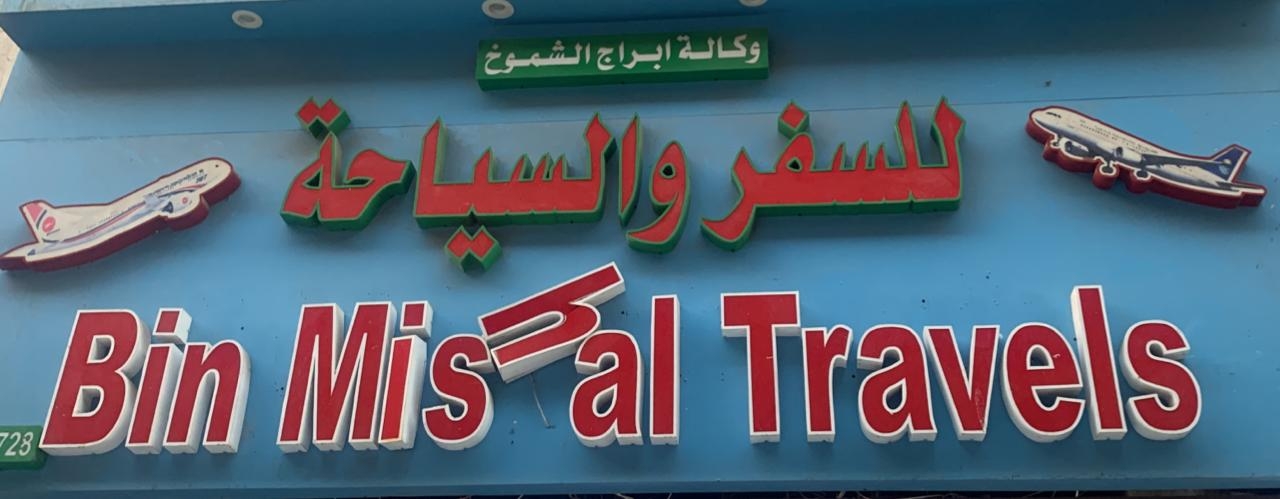 وكالة ابراج الشموخ
للسفر والسياحة
Bin Mishal Travels
728